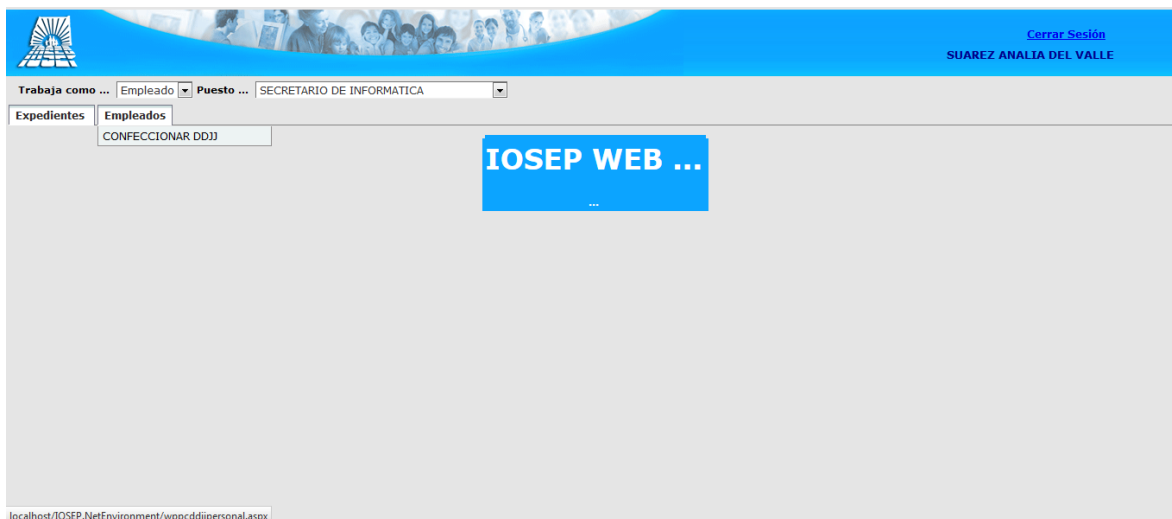 IOSEP
Cerrar Sesión
SUAREZ ANALIA DEL VALLE
Trabaja como ... Empleado Puesto ... SECRETARIO DE INFORMATICA
Expedientes Empleados
CONFECCIONAR DDJJ
IOSEP WEB ...
...
localhost/IOSEP.NetEnvironment/wppcddjjpersonal.aspx